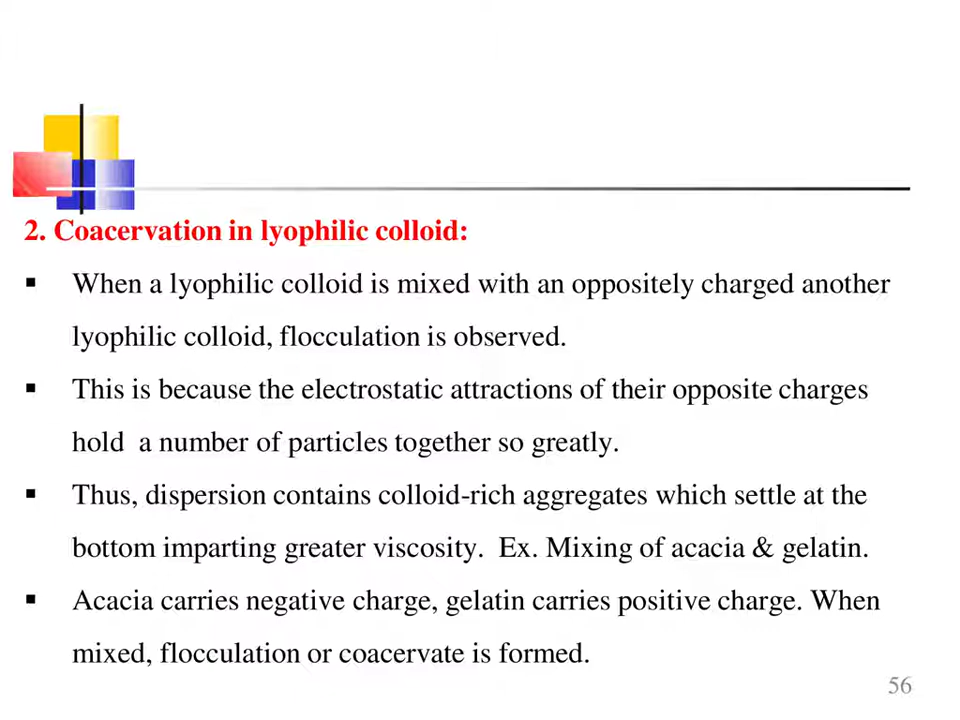 2. Coacervation in lyophilic colloid:
▪ When a lyophilic colloid is mixed with an oppositely charged another
lyophilic colloid, flocculation is observed.
▪ This is because the electrostatic attractions of their opposite charges
hold a number of particles together so greatly.
▪ Thus, dispersion contains colloid-rich aggregates which settle at the
bottom imparting greater viscosity. Ex. Mixing of acacia & gelatin.
▪ Acacia carries negative charge, gelatin carries positive charge. When
mixed, flocculation or coacervate is formed.
56